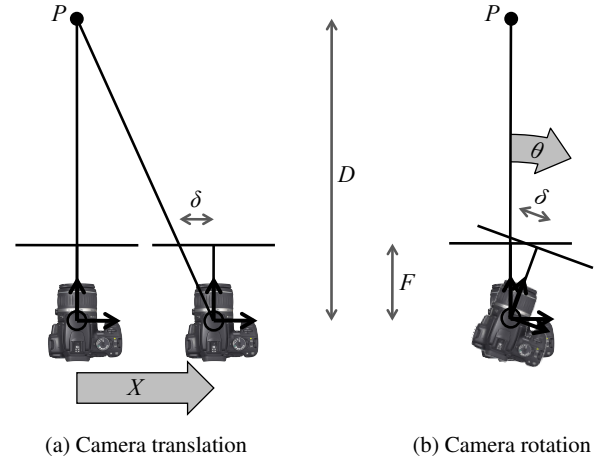 P
P
θ
D
δ
δ
F
X
(a) Camera translation
(b) Camera rotation